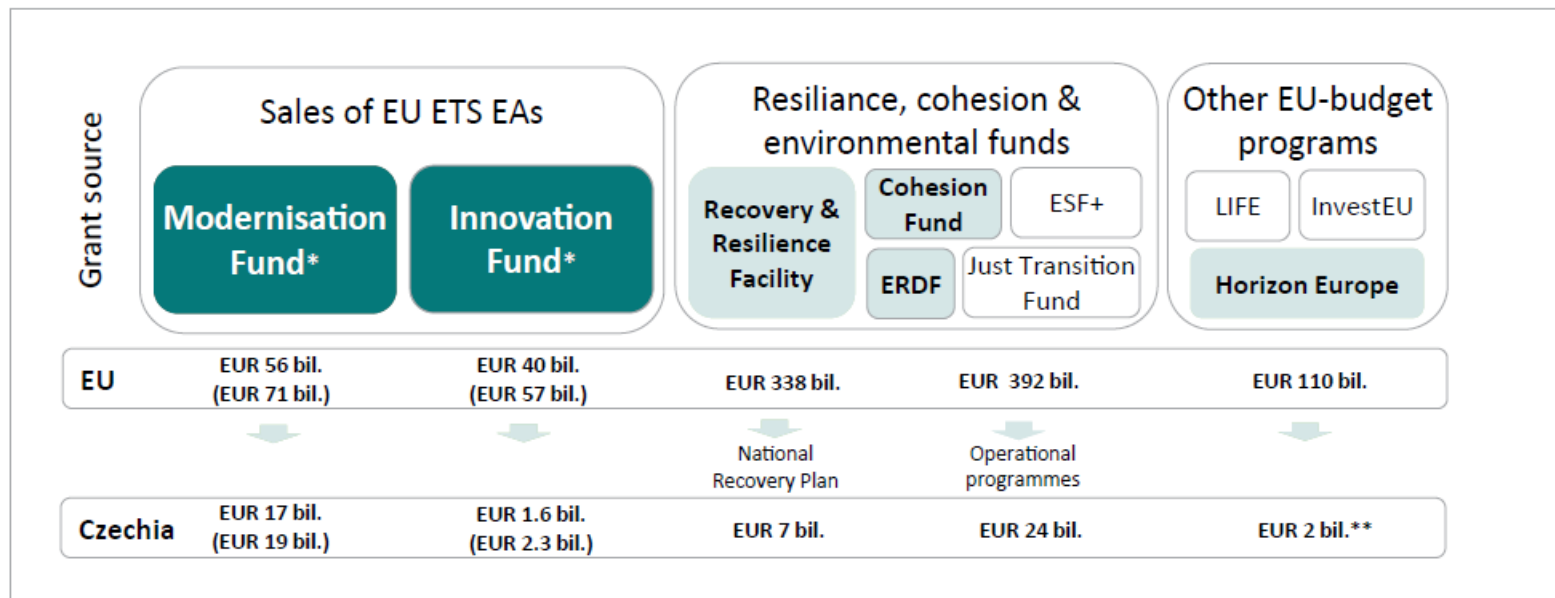 Grant source
Sales of EU ETS EAs
Modernisation
Fund*
Innovation
Fund*
Resiliance, cohesion &
environmental funds
Recovery &
Resilience
Facility
Cohesion
Fund
ESF+
ERDF
Just Transition
Fund
Other EU-budget
programs
LIFE
InvestEU
Horizon Europe
EU
EUR 56 bil.
(EUR 71 bil.)
EUR 40 bil.
(EUR 57 bil.)
EUR 338 bil.
EUR 392 bil.
EUR 110 bil.
National
Recovery Plan
Operational
programmes
Czechia
EUR 17 bil.
(EUR 19 bil.)
EUR 1.6 bil.
(EUR 2.3 bil.)
EUR 7 bil.
EUR 24 bil.
EUR 2 bil.**